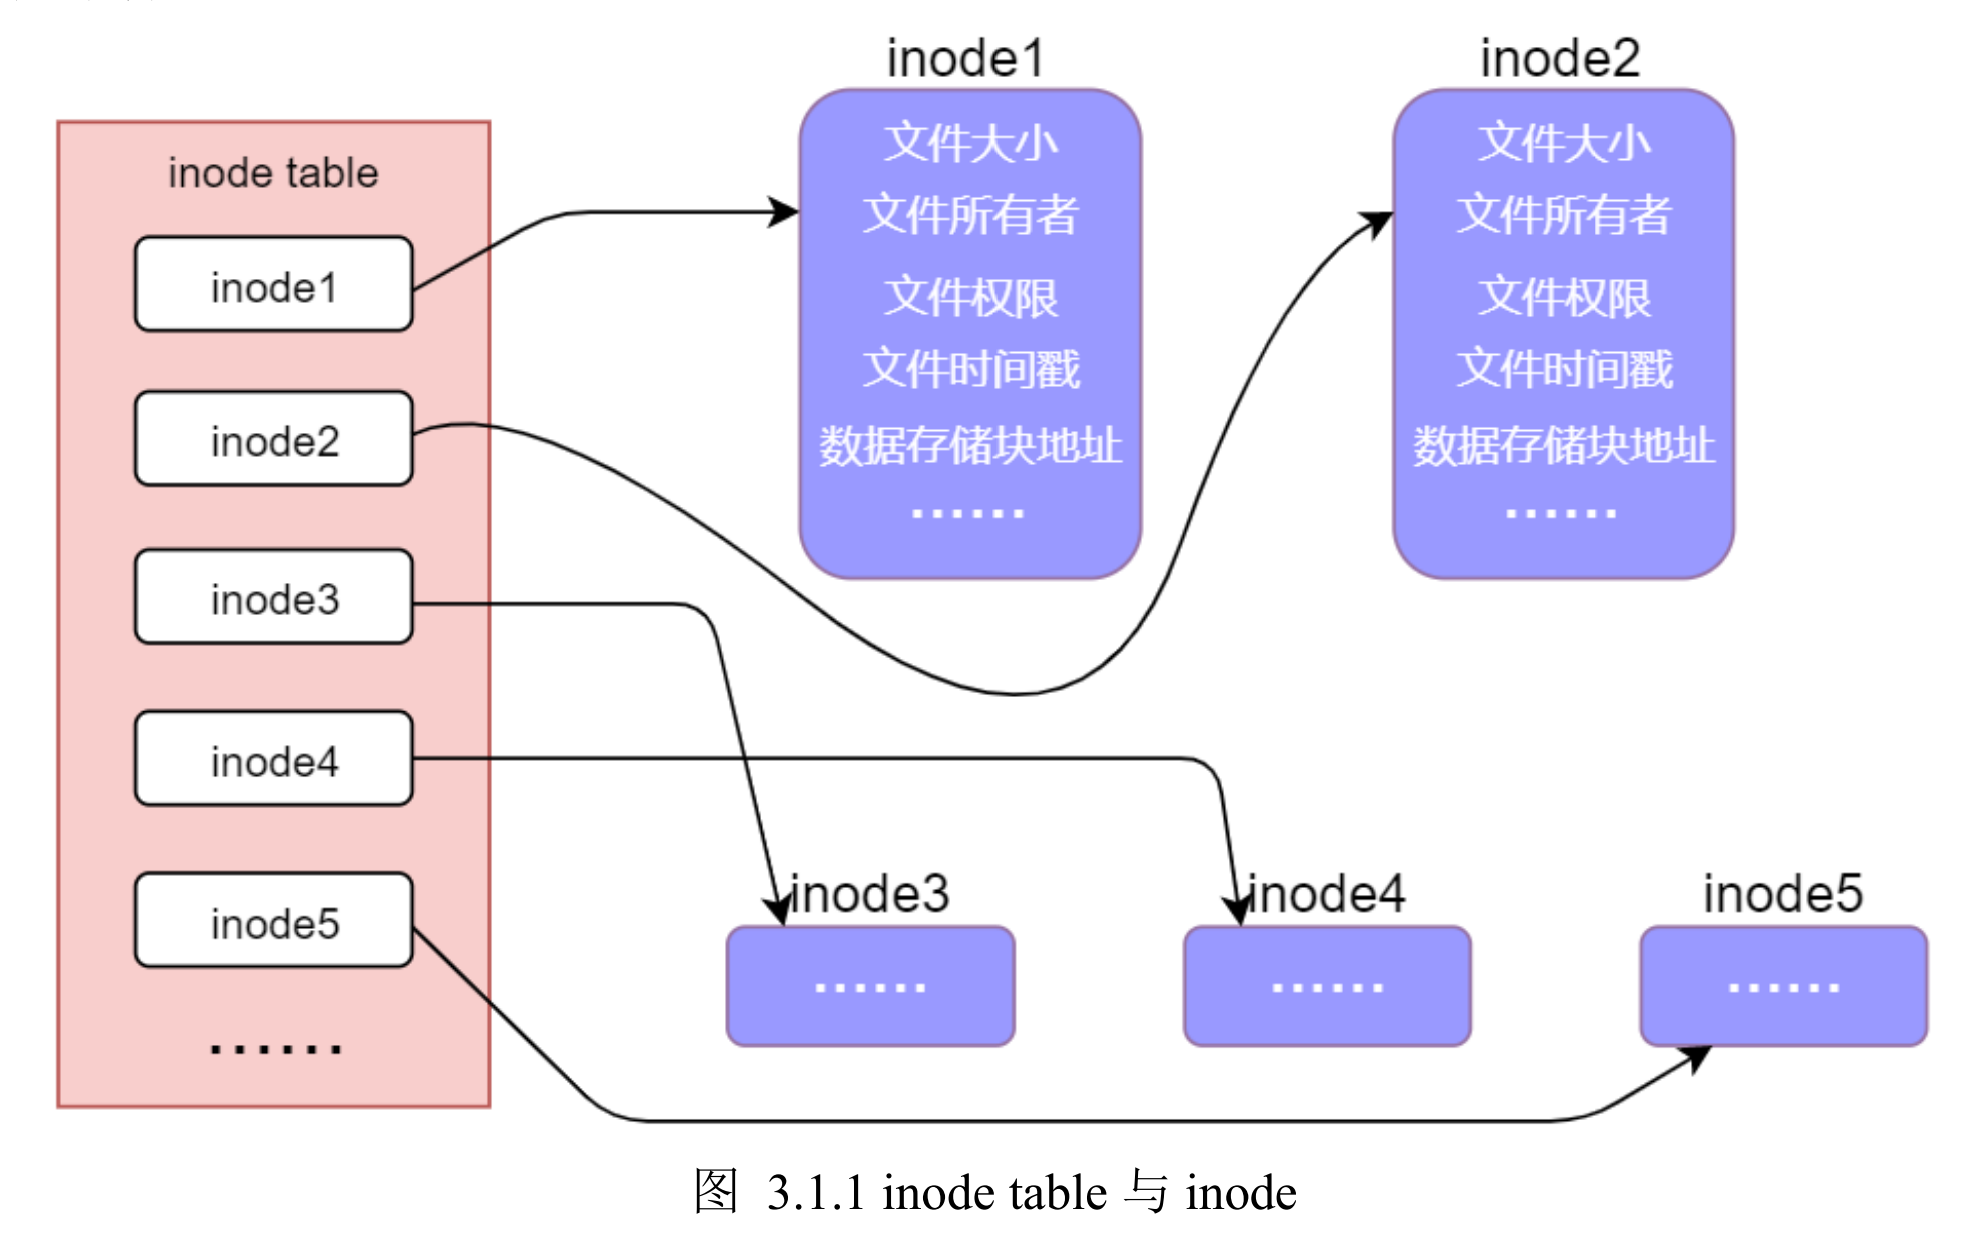 inode table
inode1
inode2
inode3
inode4
inode5
......
inode1
文件大小
文件所有者
文件权限
文件时间戳
数据存储块地址
......
inode2
文件大小
文件所有者
文件权限
文件时间戳
数据存储块地址
......
inode3
......
inode4
......
inode5
......
图 3.1.1 inode table 与 inode